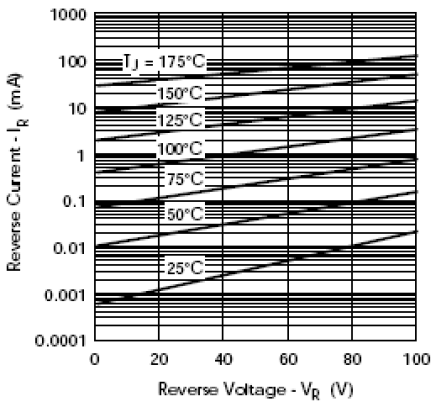 1000
100
10
1
0.1
0.01
0.001
0.0001
Reverse Current - I_R (mA)
T_J = 175°C
150°C
125°C
100°C
75°C
50°C
25°C
0 20 40 60 80 100
Reverse Voltage - V_R (V)